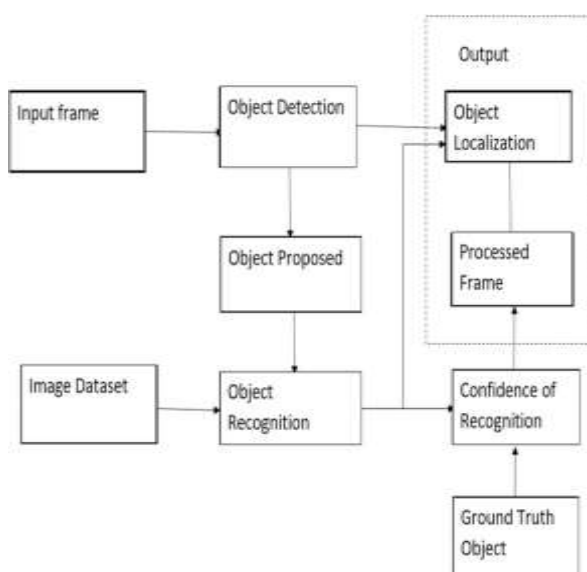 Output
Input frame
Object Detection
Object
Localization
Object Proposed
Processed
Frame
Image Dataset
Object
Recognition
Confidence of
Recognition
Ground Truth
Object